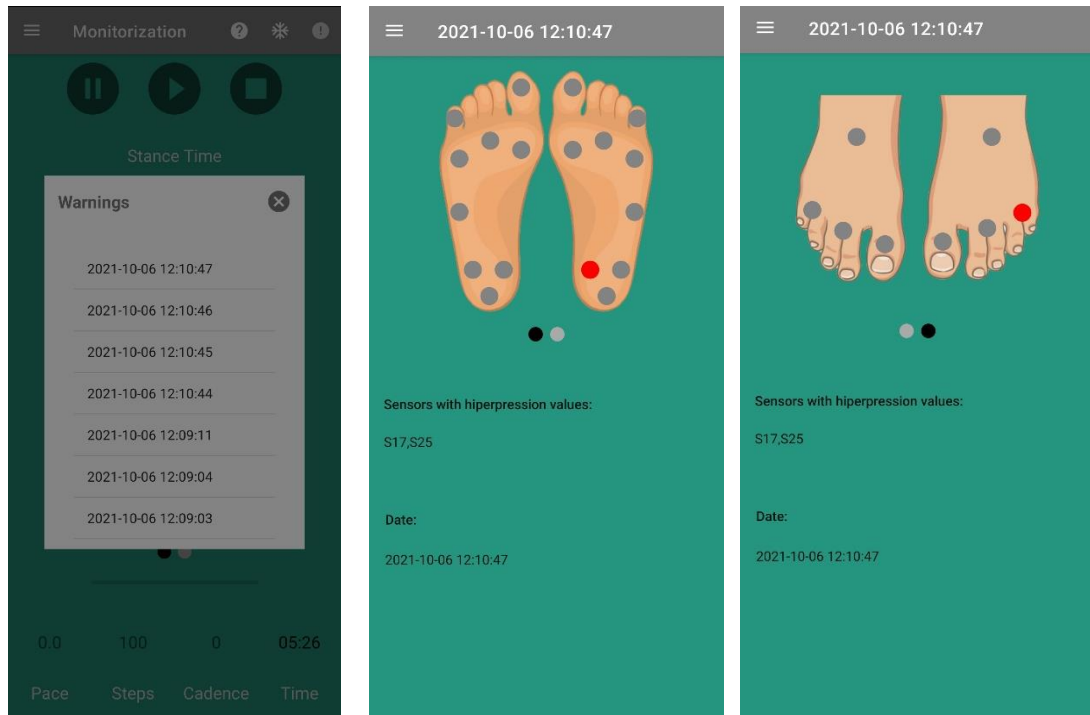 Monitorization
Stance Time
Warnings
2021-10-06 12:10:47
2021-10-06 12:10:46
2021-10-06 12:10:45
2021-10-06 12:10:44
2021-10-06 12:09:11
2021-10-06 12:09:04
2021-10-06 12:09:03
0.0 100 0 05:26
Pace Steps Cadence Time
2021-10-06 12:10:47
Sensors with hiperpression values:
S17,S25
Date:
2021-10-06 12:10:47
2021-10-06 12:10:47
Sensors with hiperpression values:
S17,S25
Date:
2021-10-06 12:10:47